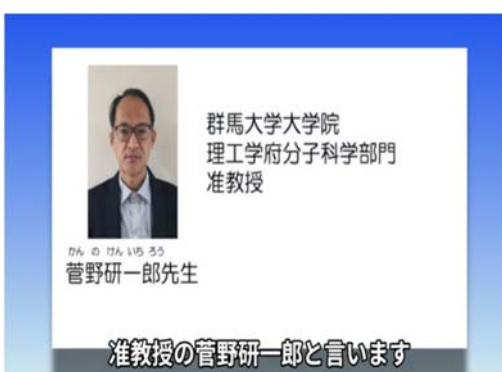 群馬大学大学院
理工学府分子科学部門
准教授
かんのけんいちろう
菅野研一郎先生
准教授の菅野研一郎と言います